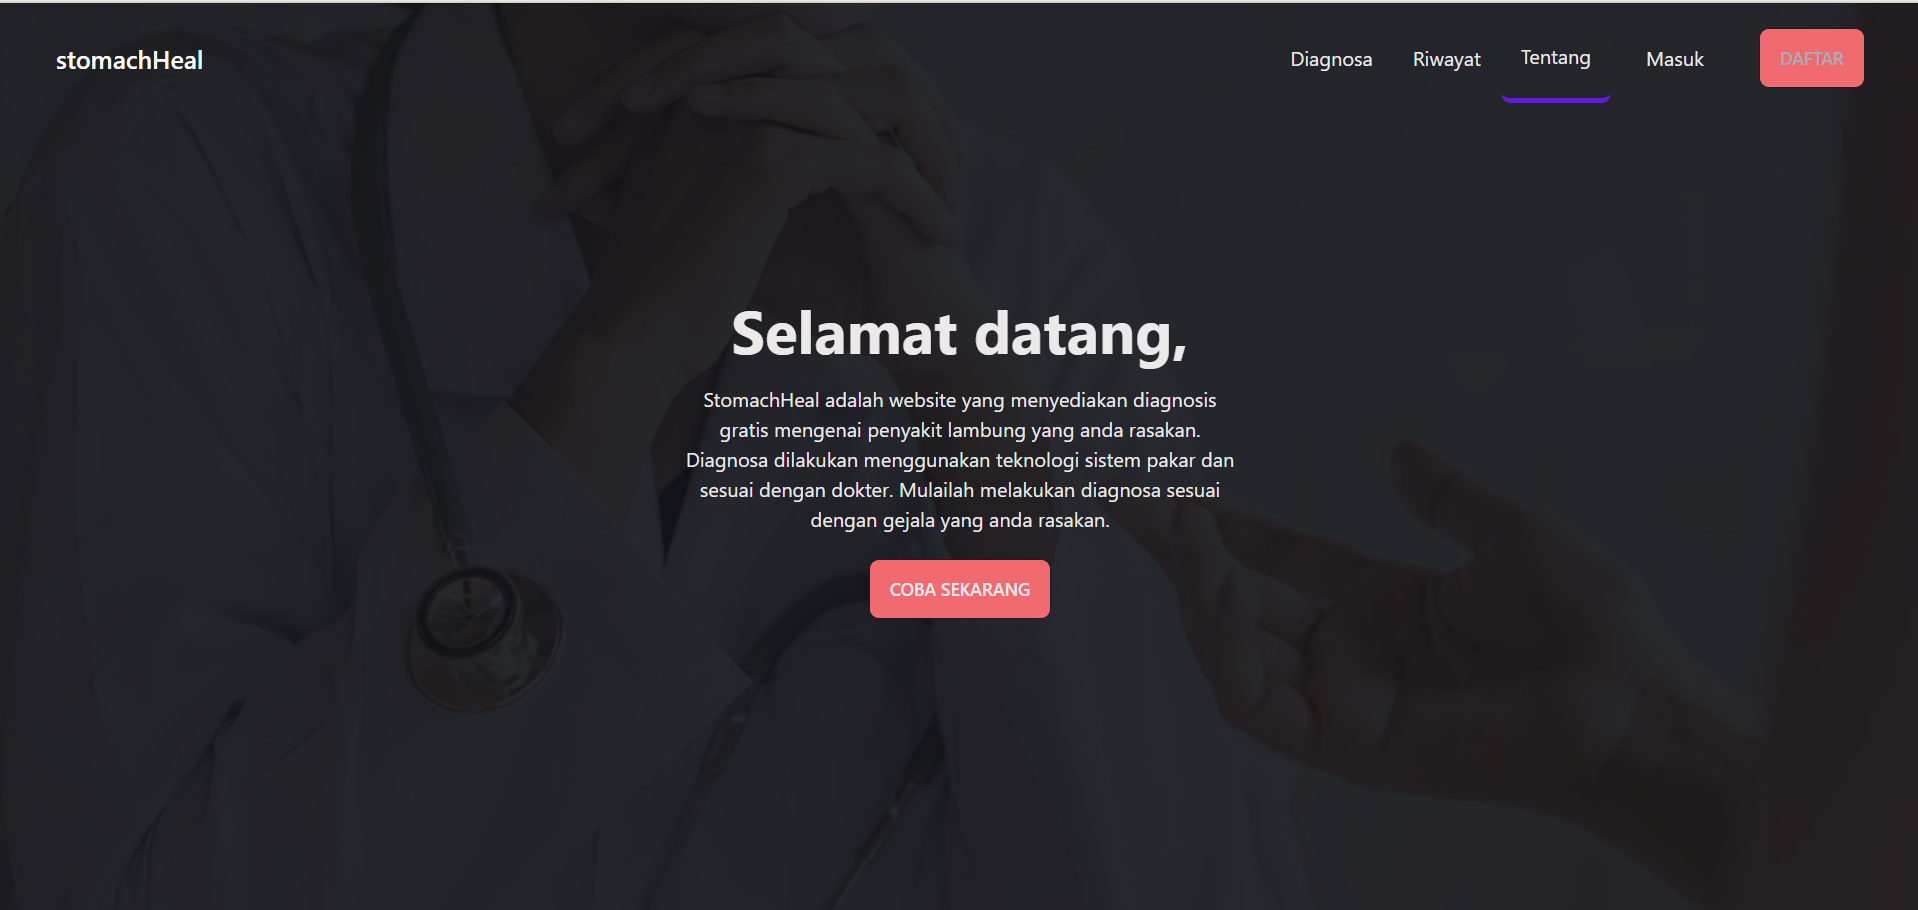 stomachHeal
Diagnosa
Riwayat
Tentang
Masuk
DAFTAR
Selamat datang,
StomachHeal adalah website yang menyediakan diagnosis
gratis mengenai penyakit lambung yang anda rasakan.
Diagnosa dilakukan menggunakan teknologi sistem pakar dan
sesuai dengan dokter. Mulailah melakukan diagnosa sesuai
dengan gejala yang anda rasakan.
COBA SEKARANG